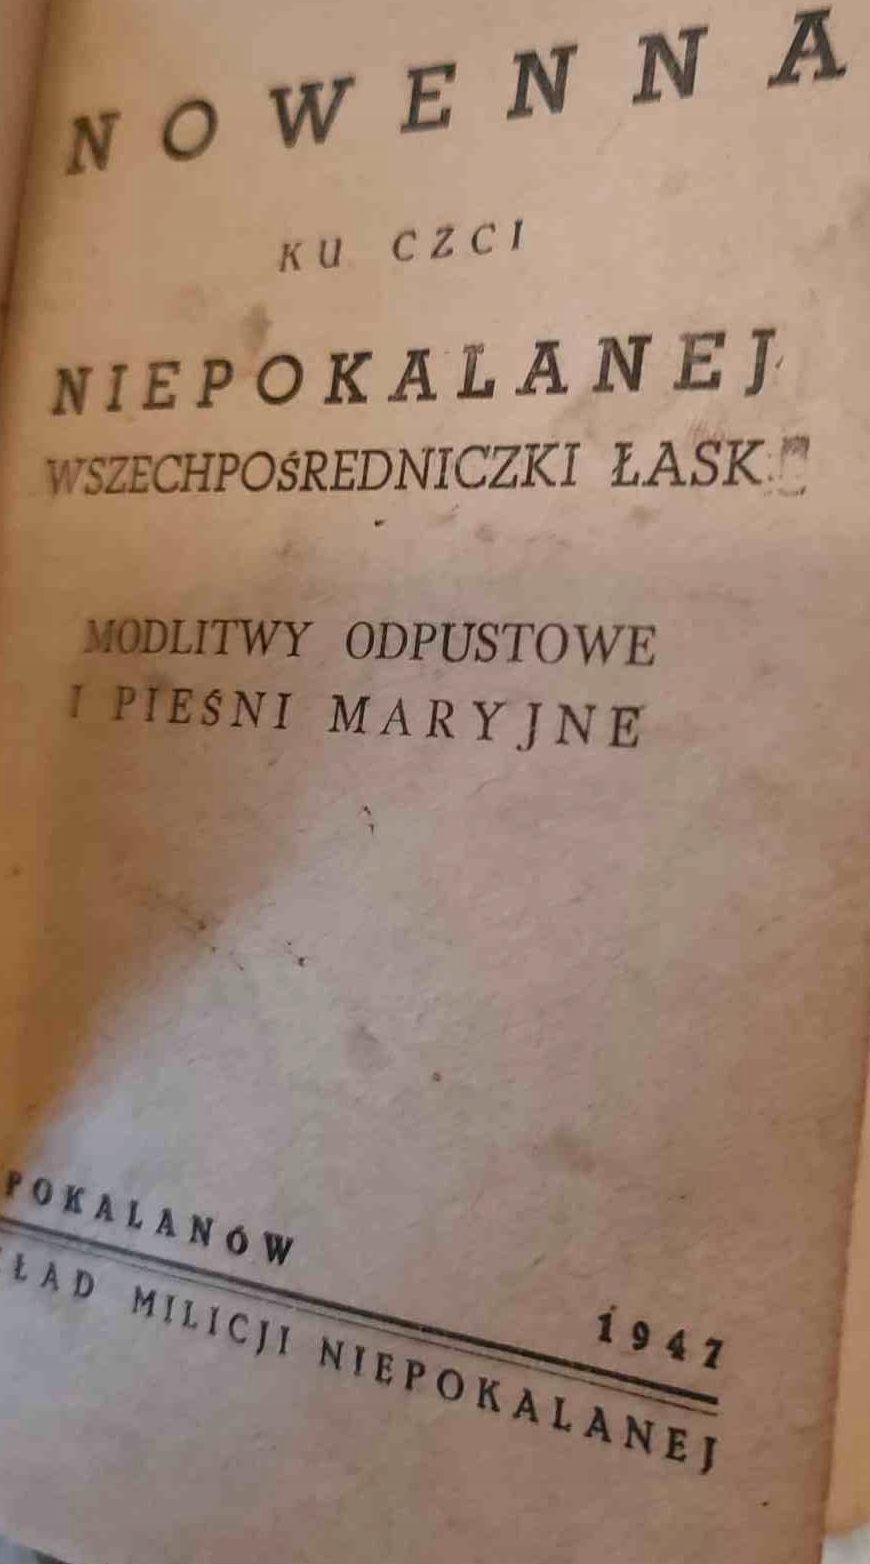 NOWENNA
KU CZCI
NIEPOKALANEJ
WSZECHPOŚREDNICZKI ŁASK
MODLITWY ODPUSTOWE
I PIEŚNI MARYJNE
POKALANÓW 1947
ŁAD MILICJI NIEPOKALANEJ